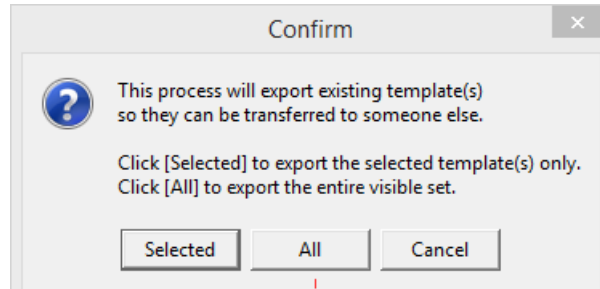 Confirm
This process will export existing template(s)
so they can be transferred to someone else.
Click [Selected] to export the selected template(s) only.
Click [All] to export the entire visible set.
Selected All Cancel